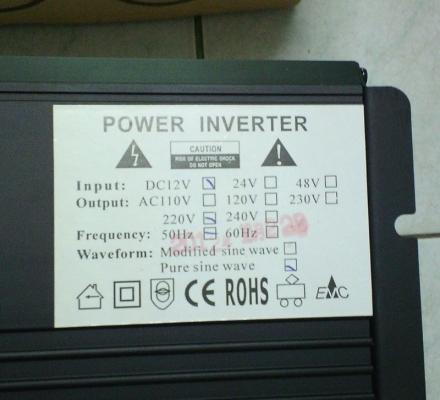 POWER INVERTER
CAUTION
RISK OF ELECTRIC SHOCK
DO NOT OPEN
Input: DC12V 24V 48V
Output: AC110V 120V 230V
220V 240V
Frequency: 50Hz 60Hz
Waveform: Modified sine wave
Pure sine wave
CE ROHS EMC